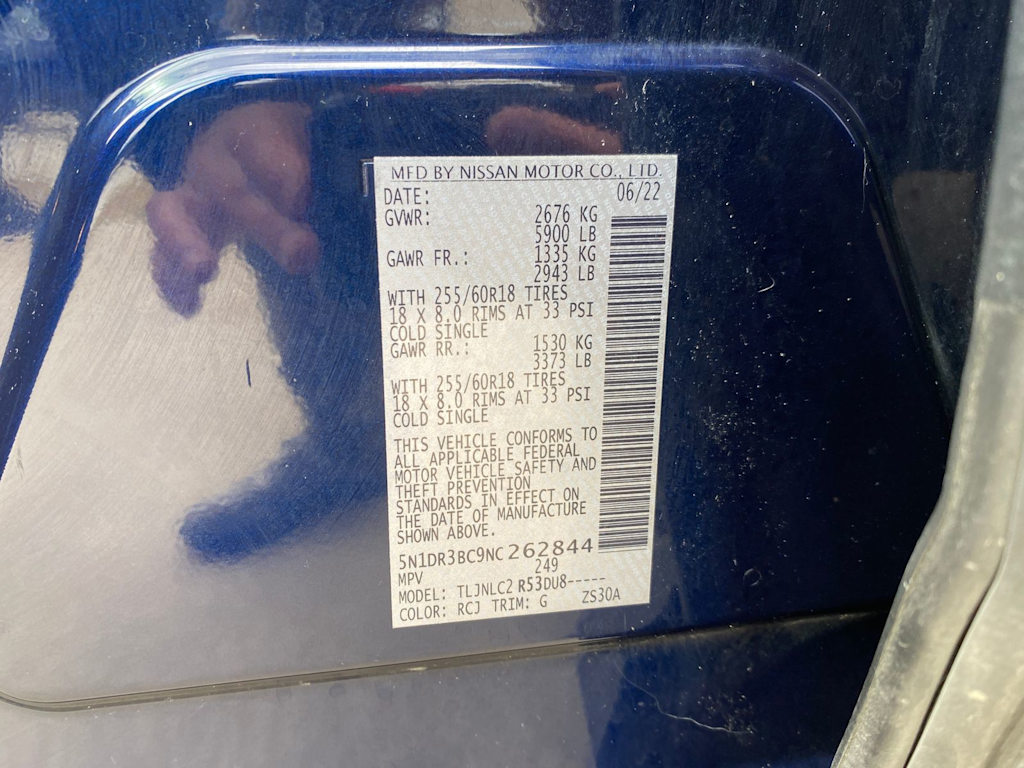 MFD BY NISSAN MOTOR CO., LTD.
DATE: 06/22
GVWR: 2676 KG
5900 LB
GAWR FR.: 1335 KG
2943 LB
WITH 255/60R18 TIRES
18 X 8.0 RIMS AT 33 PSI
COLD SINGLE
GAWR RR.: 1530 KG
3373 LB
WITH 255/60R18 TIRES
18 X 8.0 RIMS AT 33 PSI
COLD SINGLE
THIS VEHICLE CONFORMS TO
ALL APPLICABLE FEDERAL
MOTOR VEHICLE SAFETY AND
THEFT PREVENTION
STANDARDS IN EFFECT ON
THE DATE OF MANUFACTURE
SHOWN ABOVE.
5N1DR3BC9NC262844
MPV 249
MODEL: TLJNLC2 R53DU8-----
COLOR: RCJ TRIM: G ZS30A